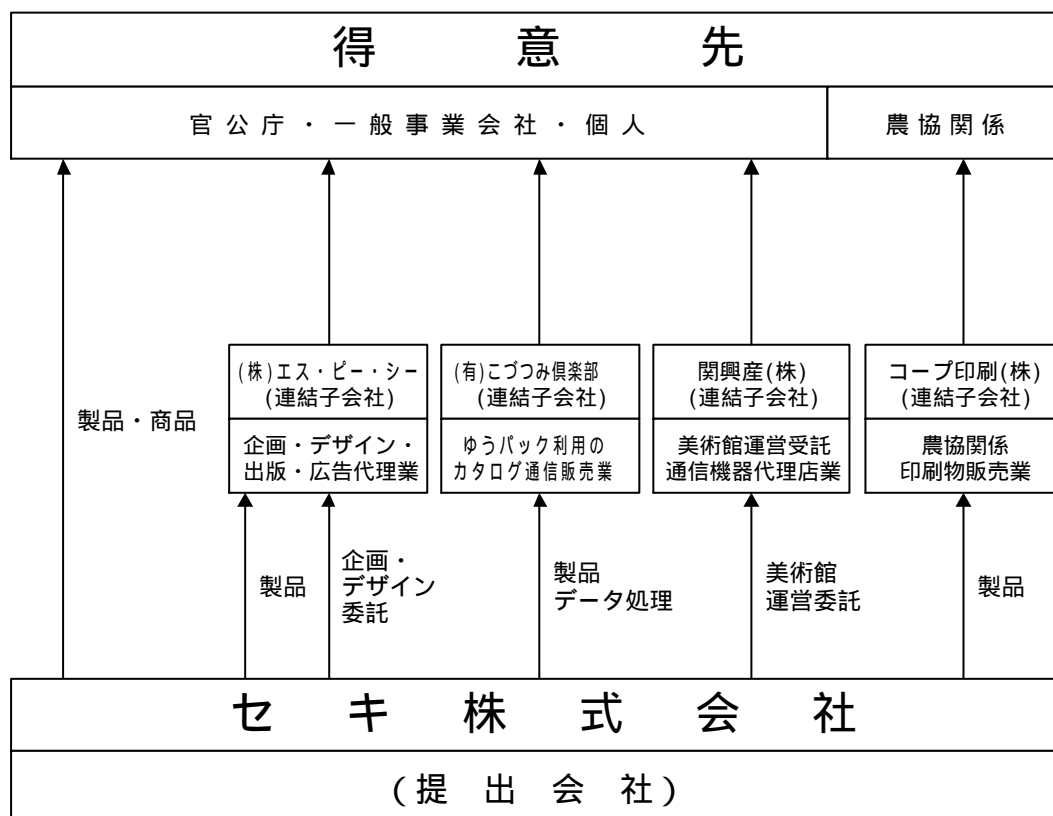 得意先
官公庁・一般事業会社・個人
農協関係
製品・商品
(株)エス・ピー・シー
(連結子会社)
企画・デザイン・
出版・広告代理業
(有)こづつみ倶楽部
(連結子会社)
ゆうパック利用の
カタログ通信販売業
関興産(株)
(連結子会社)
美術館運営受託
通信機器代理店業
コープ印刷(株)
(連結子会社)
農協関係
印刷物販売業
製品
企画・
デザイン
委託
製品
データ処理
美術館
運営委託
製品
セキ株式会社
(提出会社)